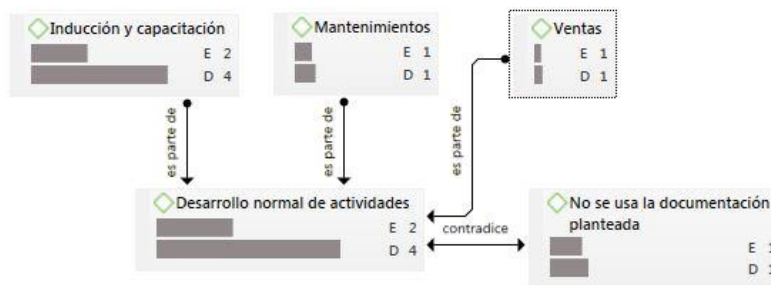 Inducción y capacitación
E 2
D 4
Mantenimientos
E 1
D 1
Ventas
E 1
D 1
es parte de
es parte de
es parte de
Desarrollo normal de actividades
E 2
D 4
contradice
No se usa la documentación
planteada
E
D